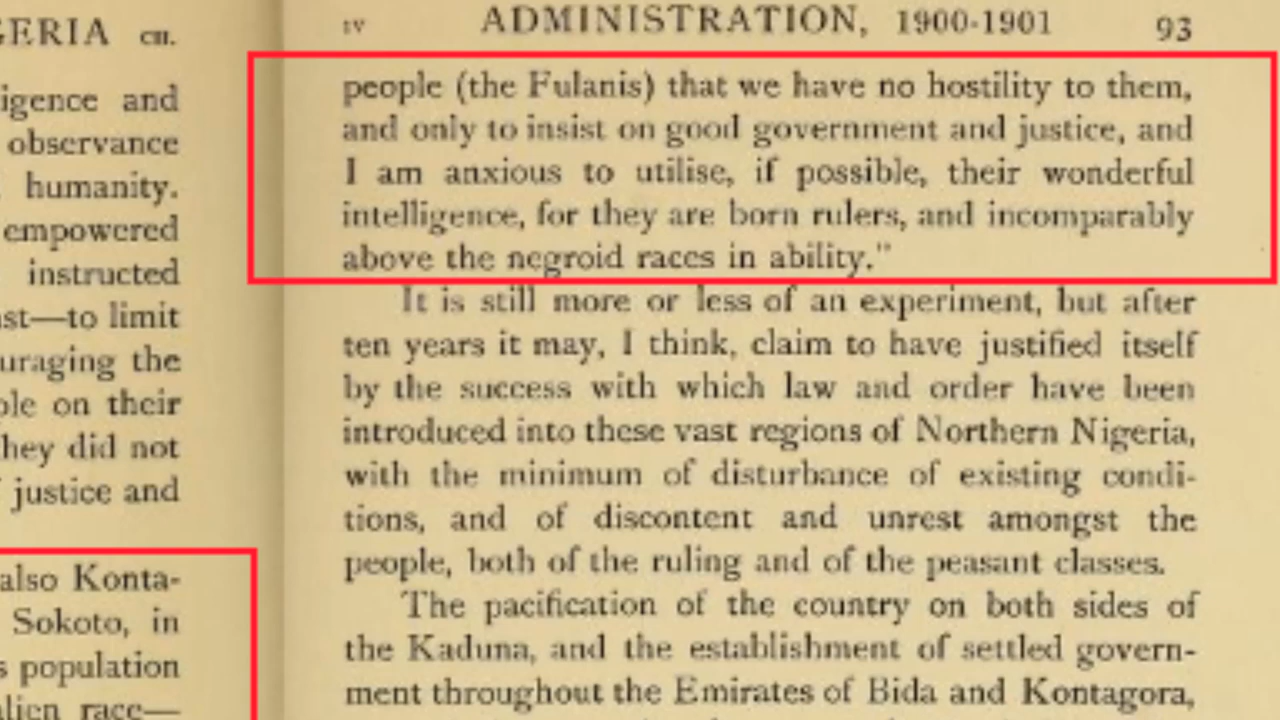 GERIA CH.
igence and
observance
humanity.
empowered
instructed
st—to limit
uraging the
ple on their
hey did not
justice and
also Konta-
Sokoto, in
s population
alien race—
IV ADMINISTRATION, 1900-1901 93
people (the Fulanis) that we have no hostility to them,
and only to insist on good government and justice, and
I am anxious to utilise, if possible, their wonderful
intelligence, for they are born rulers, and incomparably
above the negroid races in ability."
It is still more or less of an experiment, but after
ten years it may, I think, claim to have justified itself
by the success with which law and order have been
introduced into these vast regions of Northern Nigeria,
with the minimum of disturbance of existing condi-
tions, and of discontent and unrest amongst the
people, both of the ruling and of the peasant classes.
The pacification of the country on both sides of
the Kaduna, and the establishment of settled govern-
ment throughout the Emirates of Bida and Kontagora,